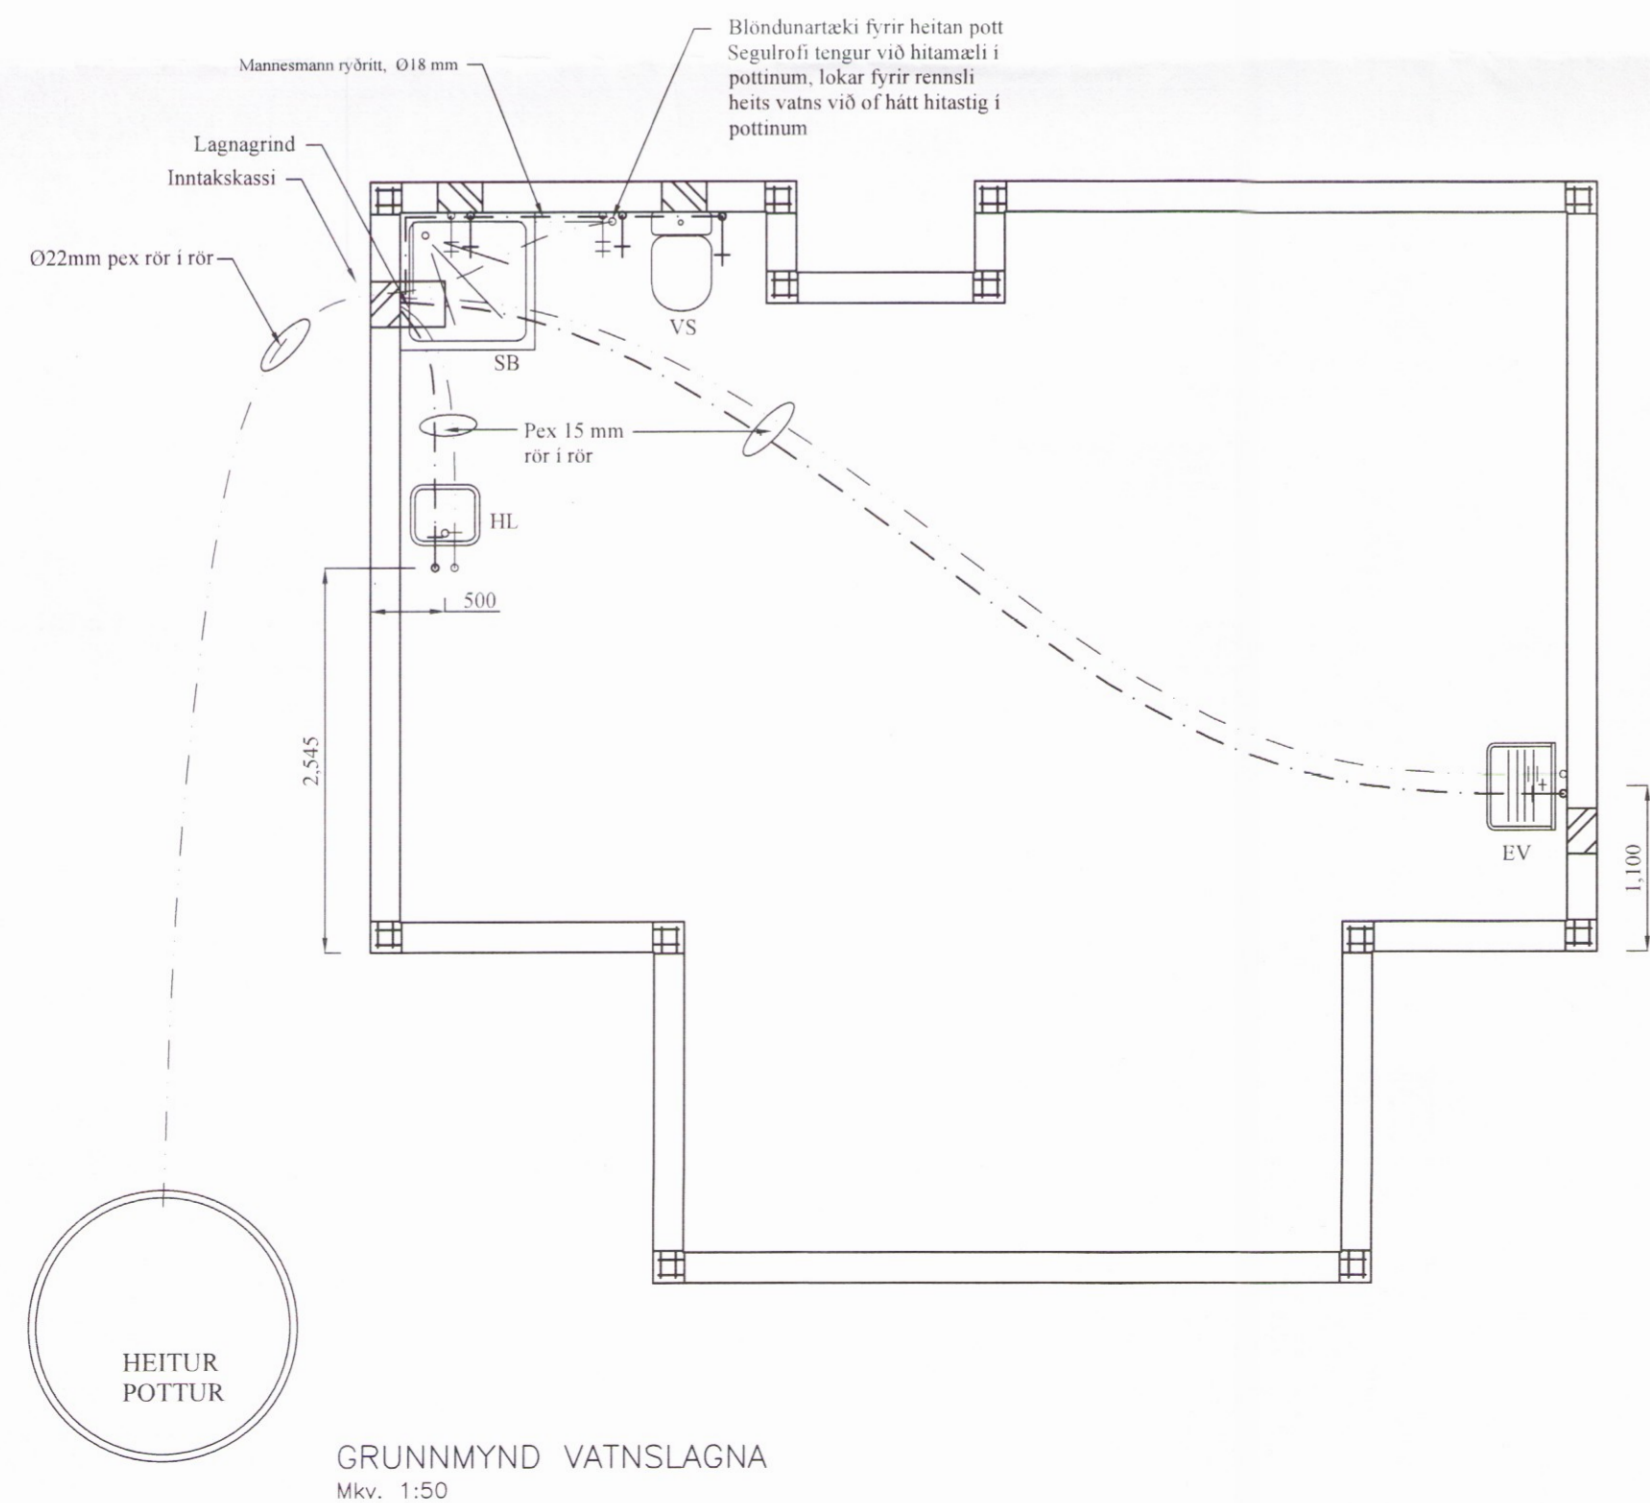 Blöndunartæki fyrir heitan pott
Segulrofi tengur við hitamæli í
pottinum, lokar fyrir rennsli
heits vatns við of hátt hitastig í
pottinum
Mannesmann ryðritt, Ø18 mm
Lagnagrind
Inntakskassi
Ø22mm pex rör í rör
VS
SB
Pex 15 mm
rör í rör
HL
500
2,545
EV
1,100
HEITUR
POTTUR
GRUNNMYND VATNSLAGNA
Mkv. 1:50